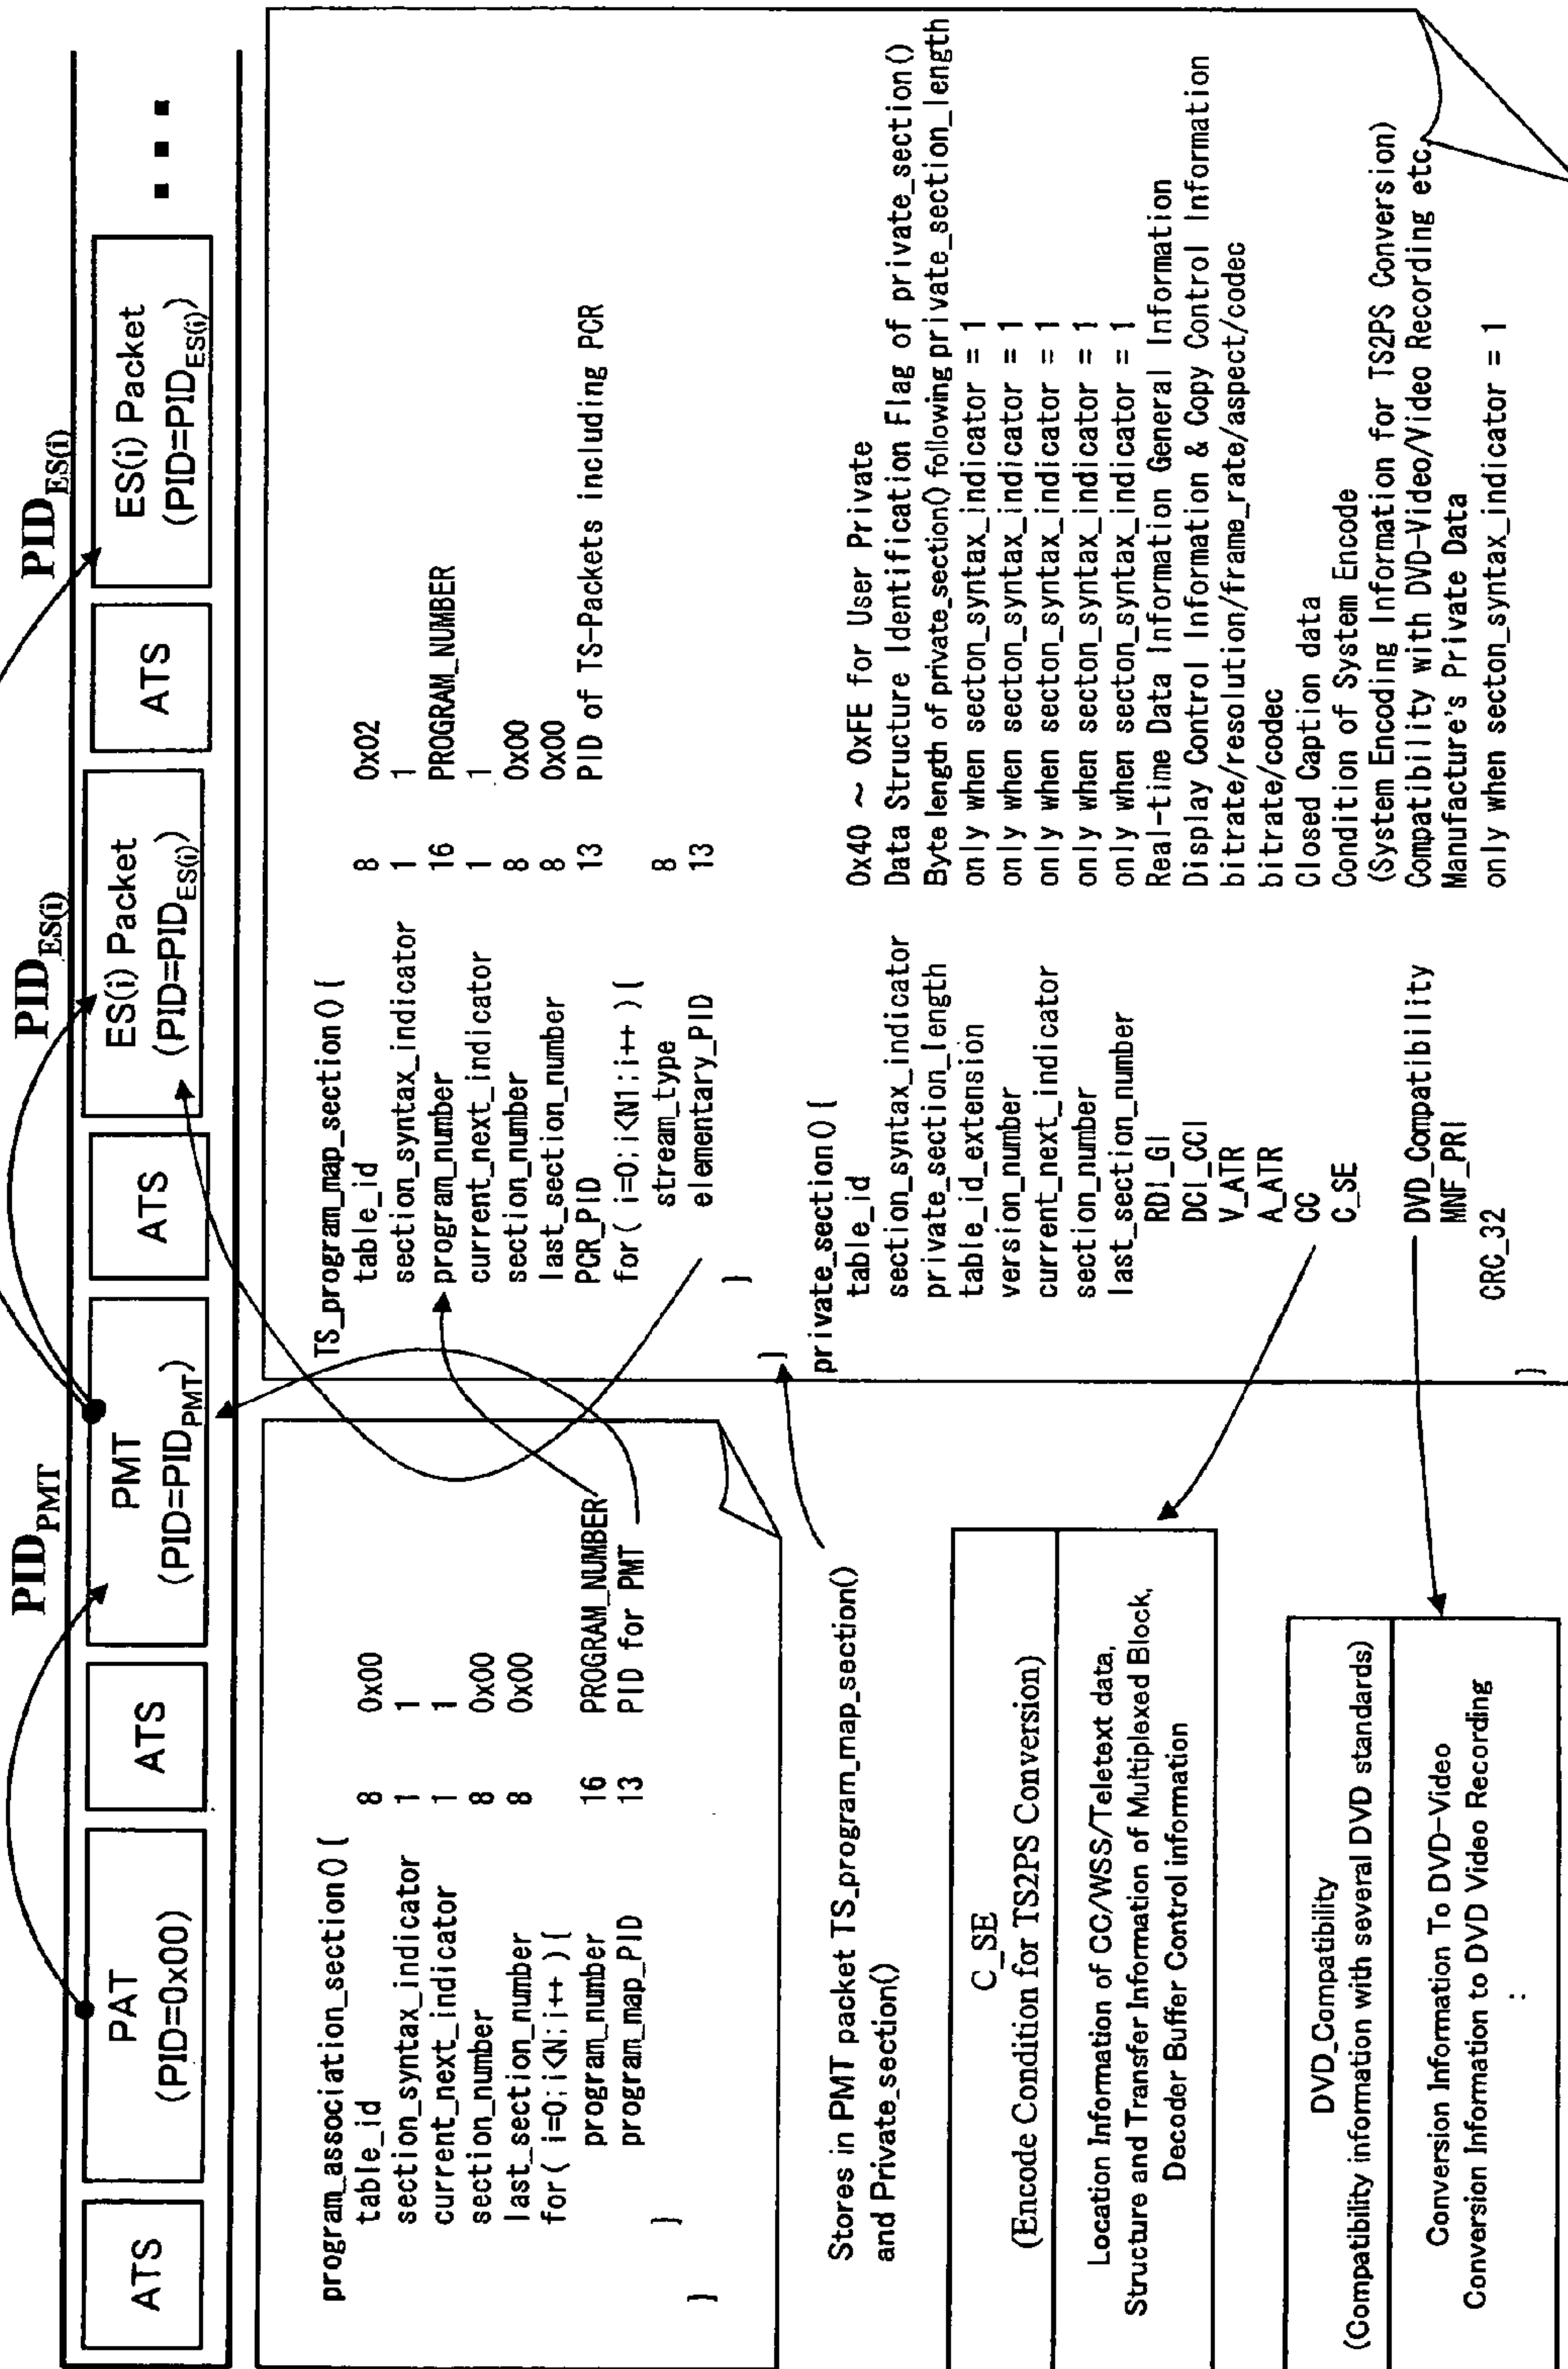 PID_PMT
PID_ES(i)
PID_ES(i)
ATS
PAT
(PID=0x00)
ATS
PMT
(PID=PID_PMT)
ATS
ES(i) Packet
(PID=PID_ES(i))
ATS
ES(i) Packet
(PID=PID_ES(i))
...
program_association_section(){
table_id 8 0x00
section_syntax_indicator 1 1
current_next_indicator 1 1
section_number 8 0x00
last_section_number 8 0x00
for( i=0;i<N;i++ ){
program_number 16 PROGRAM_NUMBER
program_map_PID 13 PID for PMT
}
}
TS_program_map_section(){
table_id 8 0x02
section_syntax_indicator 1 1
program_number 16 PROGRAM_NUMBER
current_next_indicator 1 1
section_number 8 0x00
last_section_number 8 0x00
PCR_PID 13 PID of TS-Packets including PCR
for( i=0;i<N1;i++ ){
stream_type 8
elementary_PID 13
}
}
private_section(){
table_id 0x40 ~ 0xFE for User Private
section_syntax_indicator Data Structure Identification Flag of private_section()
private_section_length Byte length of private_section() following private_section_length
table_id_extension only when secton_syntax_indicator = 1
version_number only when secton_syntax_indicator = 1
current_next_indicator only when secton_syntax_indicator = 1
section_number only when secton_syntax_indicator = 1
last_section_number only when secton_syntax_indicator = 1
RDI_GI Real-time Data Information General Information
DCI_CCI Display Control Information & Copy Control Information
V_ATR bitrate/resolution/frame_rate/aspect/codec
A_ATR bitrate/codec
CC Closed Caption data
C_SE Condition of System Encode
(System Encoding Information for TS2PS Conversion)
DVD_Compatibility Compatibility with DVD-Video/Video Recording etc.
MNF_PRI Manufacture's Private Data
CRC_32 only when secton_syntax_indicator = 1
}
Stores in PMT packet TS_program_map_section()
and Private_section()
C_SE
(Encode Condition for TS2PS Conversion)
Location Information of CC/WSS/Teletext data,
Structure and Transfer Information of Multiplexed Block,
Decoder Buffer Control information
DVD_Compatibility
(Compatibility information with several DVD standards)
Conversion Information To DVD-Video
Conversion Information to DVD Video Recording
: